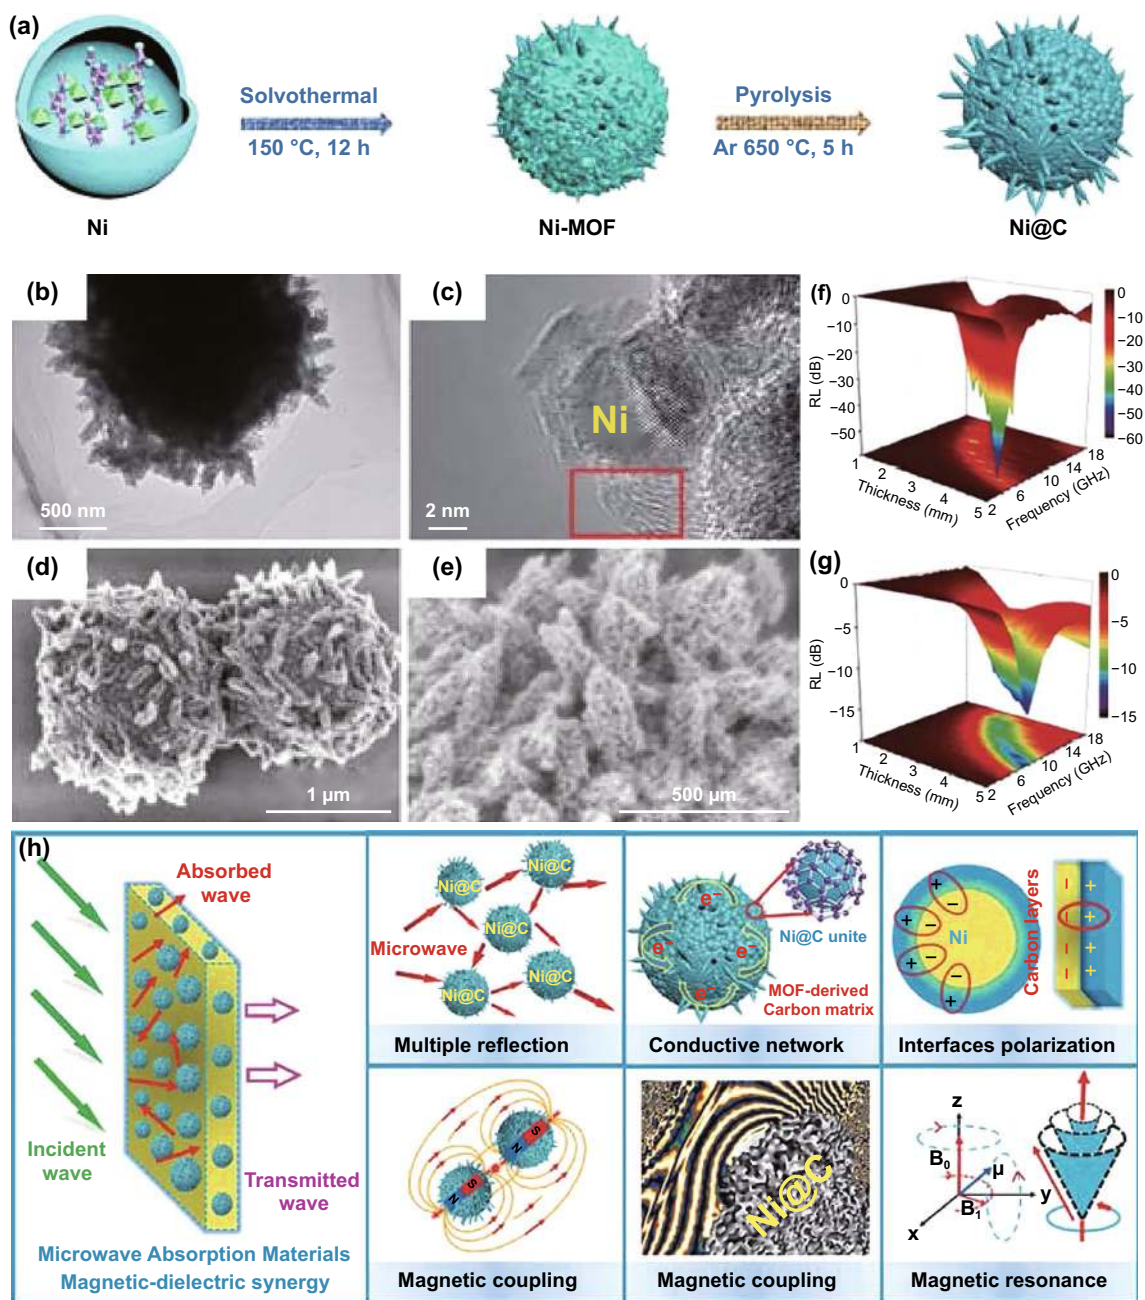 (a)
Solvothermal
150 °C, 12 h
Pyrolysis
Ar 650 °C, 5 h
Ni
Ni-MOF
Ni@C
(b)
500 nm
(c)
Ni
2 nm
(f)
0
−10
−20
−30
−40
−50
RL (dB)
1
2
3
4
5
Thickness (mm)
2
6
10
14
18
Frequency (GHz)
0
−10
−20
−30
−40
−50
−60
(d)
1 μm
(e)
500 μm
(g)
0
−5
−10
−15
RL (dB)
1
2
3
4
5
Thickness (mm)
2
6
10
14
18
Frequency (GHz)
0
−5
−10
−15
(h)
Absorbed
wave
Incident
wave
Transmitted
wave
Microwave Absorption Materials
Magnetic-dielectric synergy
Ni@C
Ni@C
Ni@C
Microwave
Ni@C
Ni@C
Multiple reflection
e⁻
e⁻
e⁻
e⁻
Ni@C unite
MOF-derived
Carbon matrix
Conductive network
+
−
+
−
Ni
+
−
−
+
Carbon layers
− +
− +
− +
− +
Interfaces polarization
S
N
S
N
Magnetic coupling
Ni@C
Magnetic coupling
z
B₀
μ
y
B₁
x
Magnetic resonance